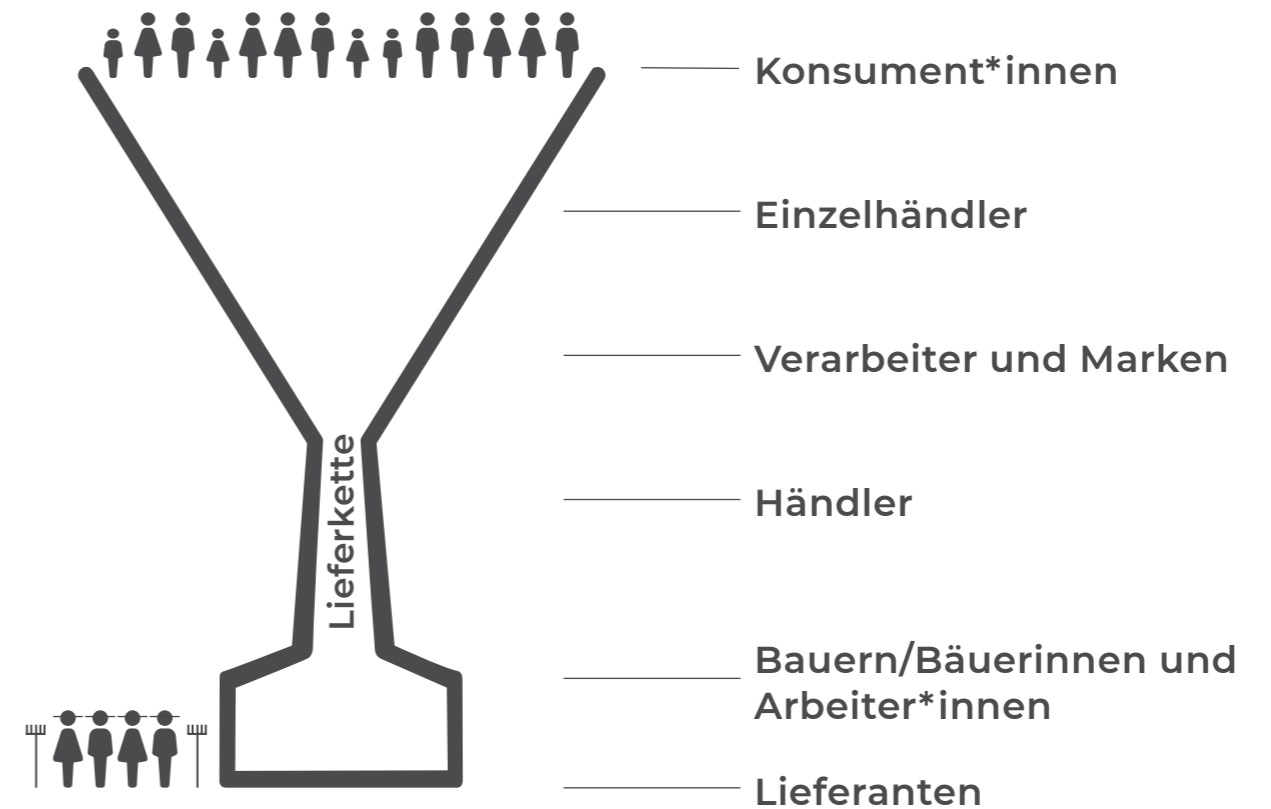 Konsument*innen
Einzelhändler
Verarbeiter und Marken
Lieferkette
Händler
Bauern/Bäuerinnen und
Arbeiter*innen
Lieferanten